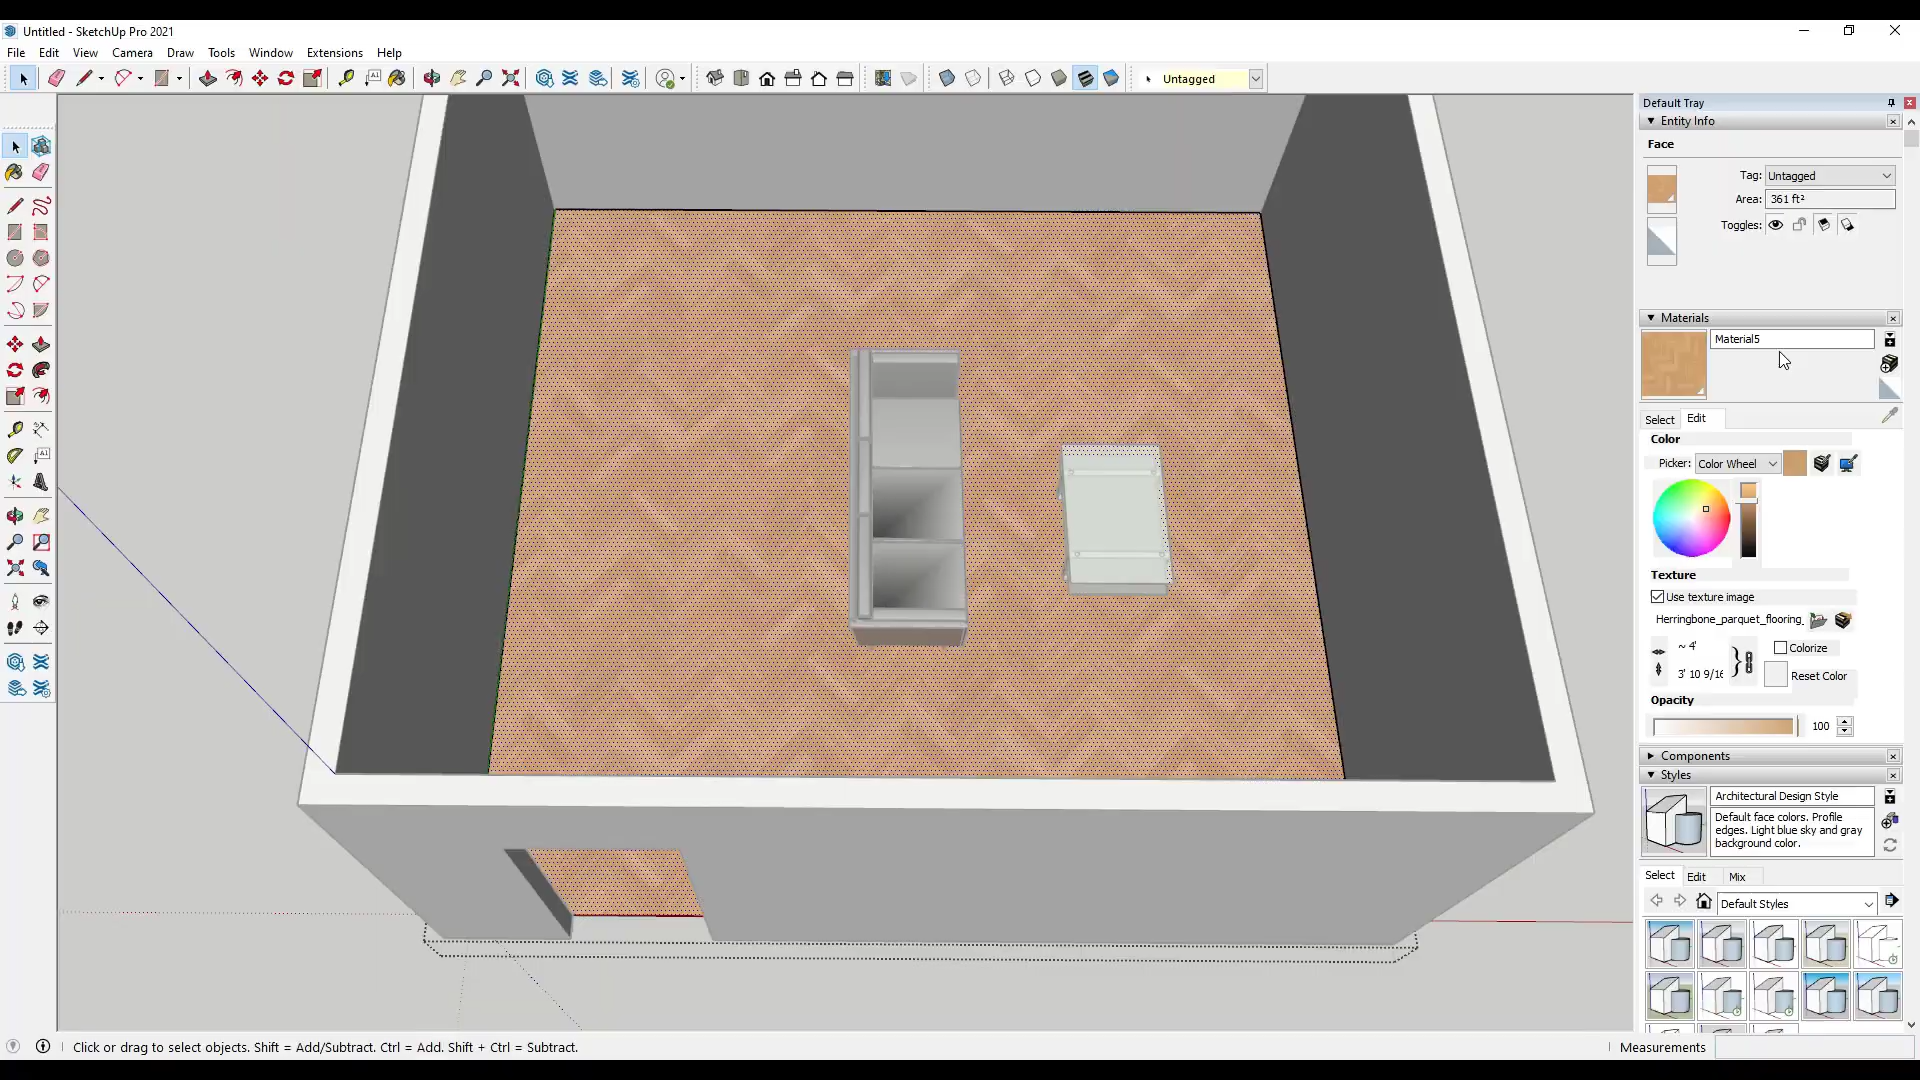 Untitled - SketchUp Pro 2021
File Edit View Camera Draw Tools Window Extensions Help
Untagged
Default Tray
Entity Info
Face
Tag: Untagged
Area: 361 ft²
Toggles:
Materials
Material5
Select Edit
Color
Picker: Color Wheel
Texture
Use texture image
Herringbone_parquet_flooring_
~ 4'
Colorize
3' 10 9/16
Reset Color
Opacity
100
Components
Styles
Architectural Design Style
Default face colors. Profile
edges. Light blue sky and gray
background color.
Select Edit Mix
Default Styles
Click or drag to select objects. Shift = Add/Subtract. Ctrl = Add. Shift + Ctrl = Subtract.
Measurements